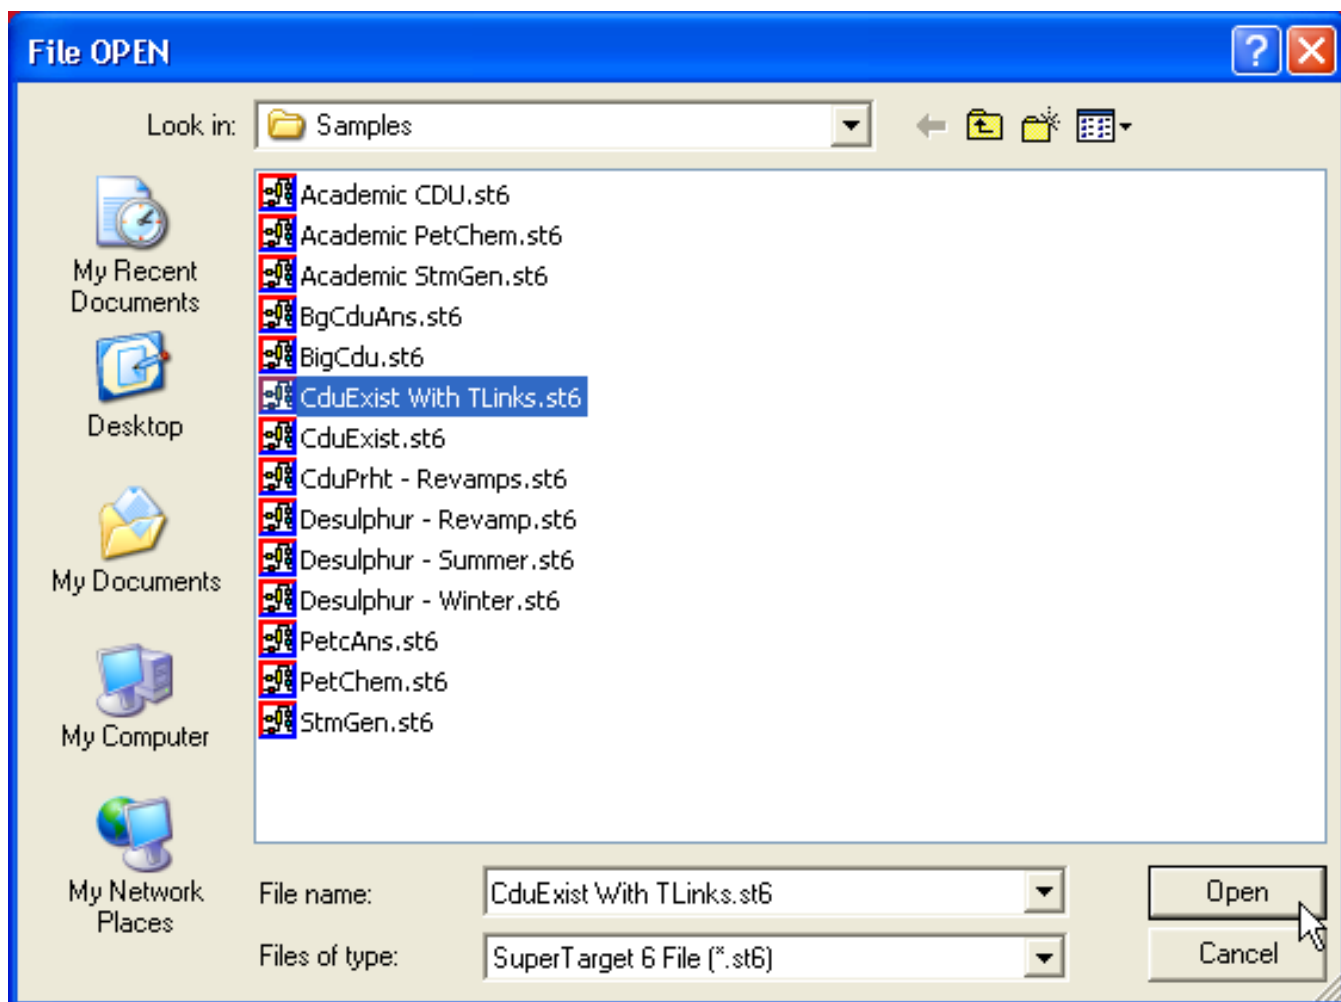 File OPEN
Look in: Samples
My Recent
Documents
Desktop
My Documents
My Computer
My Network
Places
Academic CDU.st6
Academic PetChem.st6
Academic StmGen.st6
BgCduAns.st6
BigCdu.st6
CduExist With TLinks.st6
CduExist.st6
CduPrht - Revamps.st6
Desulphur - Revamp.st6
Desulphur - Summer.st6
Desulphur - Winter.st6
PetcAns.st6
PetChem.st6
StmGen.st6
File name: CduExist With TLinks.st6 Open
Files of type: SuperTarget 6 File (*.st6) Cancel